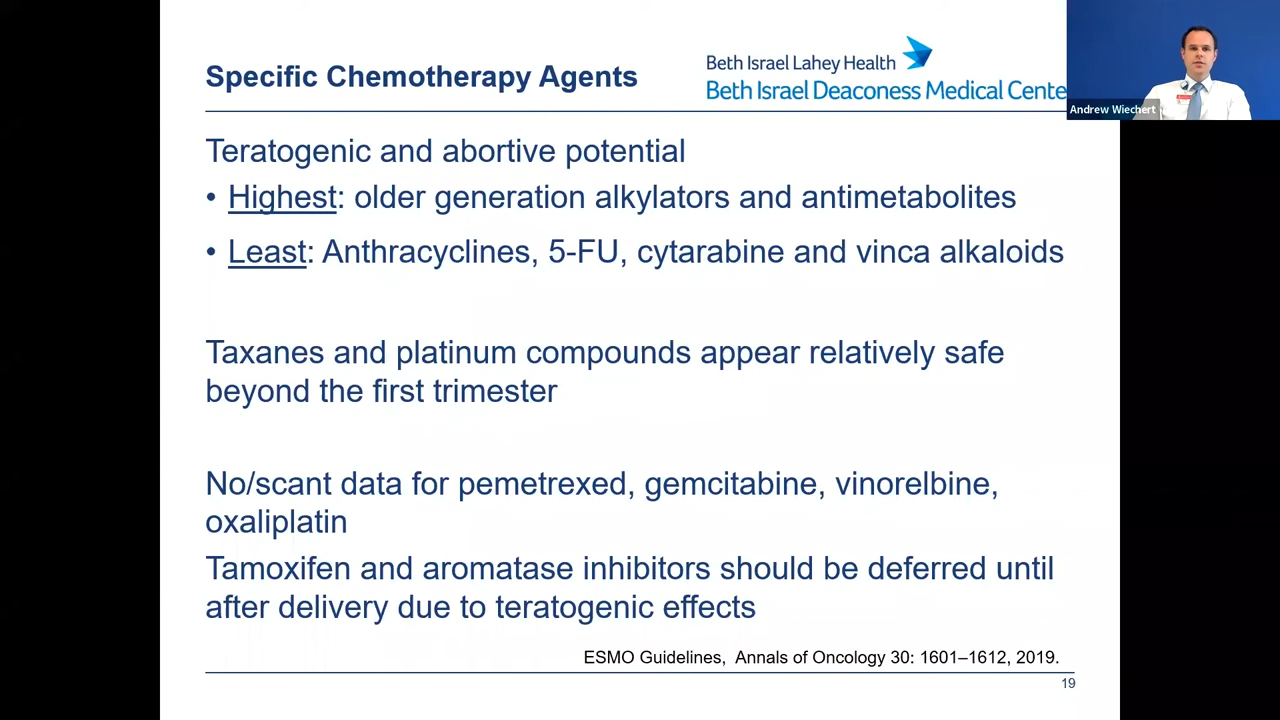 Specific Chemotherapy Agents
Beth Israel Lahey Health
Beth Israel Deaconess Medical Cente
Andrew Wiechert
Teratogenic and abortive potential
• Highest: older generation alkylators and antimetabolites
• Least: Anthracyclines, 5-FU, cytarabine and vinca alkaloids
Taxanes and platinum compounds appear relatively safe
beyond the first trimester
No/scant data for pemetrexed, gemcitabine, vinorelbine,
oxaliplatin
Tamoxifen and aromatase inhibitors should be deferred until
after delivery due to teratogenic effects
ESMO Guidelines, Annals of Oncology 30: 1601–1612, 2019.
19